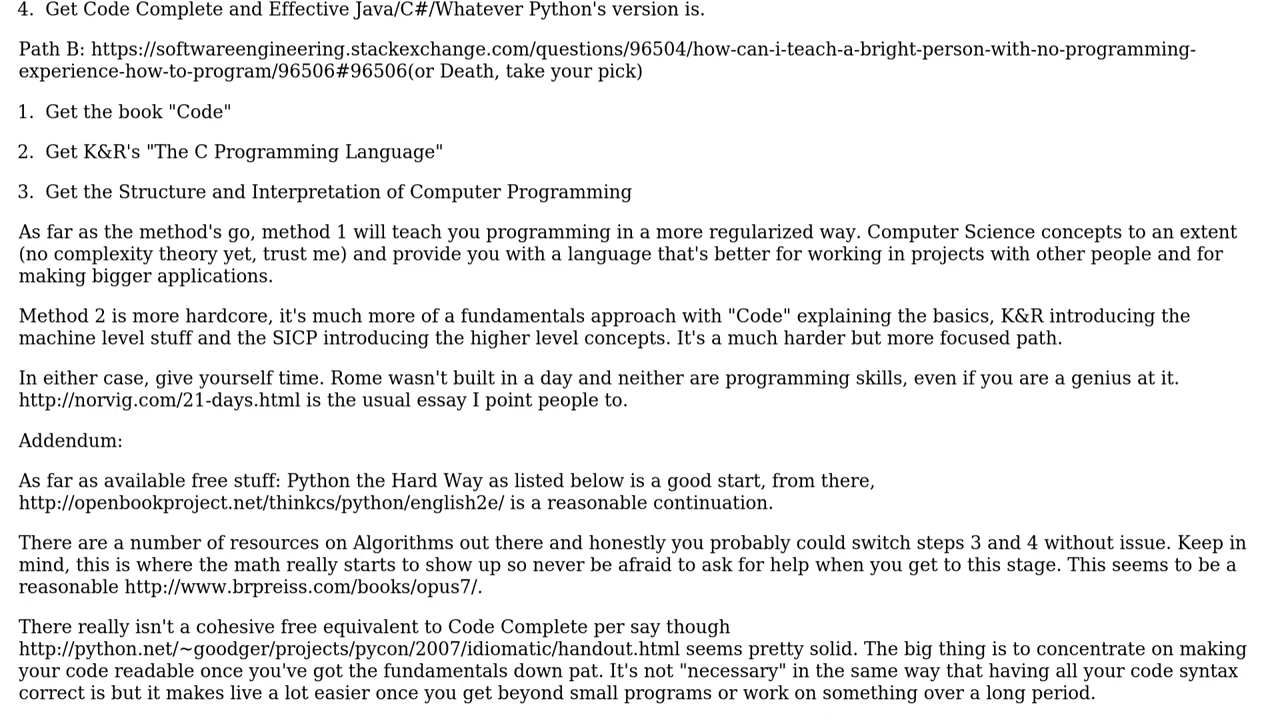 4. Get Code Complete and Effective Java/C#/Whatever Python's version is.
Path B: https://softwareengineering.stackexchange.com/questions/96504/how-can-i-teach-a-bright-person-with-no-programming-
experience-how-to-program/96506#96506(or Death, take your pick)
1. Get the book "Code"
2. Get K&R's "The C Programming Language"
3. Get the Structure and Interpretation of Computer Programming
As far as the method's go, method 1 will teach you programming in a more regularized way. Computer Science concepts to an extent
(no complexity theory yet, trust me) and provide you with a language that's better for working in projects with other people and for
making bigger applications.
Method 2 is more hardcore, it's much more of a fundamentals approach with "Code" explaining the basics, K&R introducing the
machine level stuff and the SICP introducing the higher level concepts. It's a much harder but more focused path.
In either case, give yourself time. Rome wasn't built in a day and neither are programming skills, even if you are a genius at it.
http://norvig.com/21-days.html is the usual essay I point people to.
Addendum:
As far as available free stuff: Python the Hard Way as listed below is a good start, from there,
http://openbookproject.net/thinkcs/python/english2e/ is a reasonable continuation.
There are a number of resources on Algorithms out there and honestly you probably could switch steps 3 and 4 without issue. Keep in
mind, this is where the math really starts to show up so never be afraid to ask for help when you get to this stage. This seems to be a
reasonable http://www.brpreiss.com/books/opus7/.
There really isn't a cohesive free equivalent to Code Complete per say though
http://python.net/~goodger/projects/pycon/2007/idiomatic/handout.html seems pretty solid. The big thing is to concentrate on making
your code readable once you've got the fundamentals down pat. It's not "necessary" in the same way that having all your code syntax
correct is but it makes live a lot easier once you get beyond small programs or work on something over a long period.